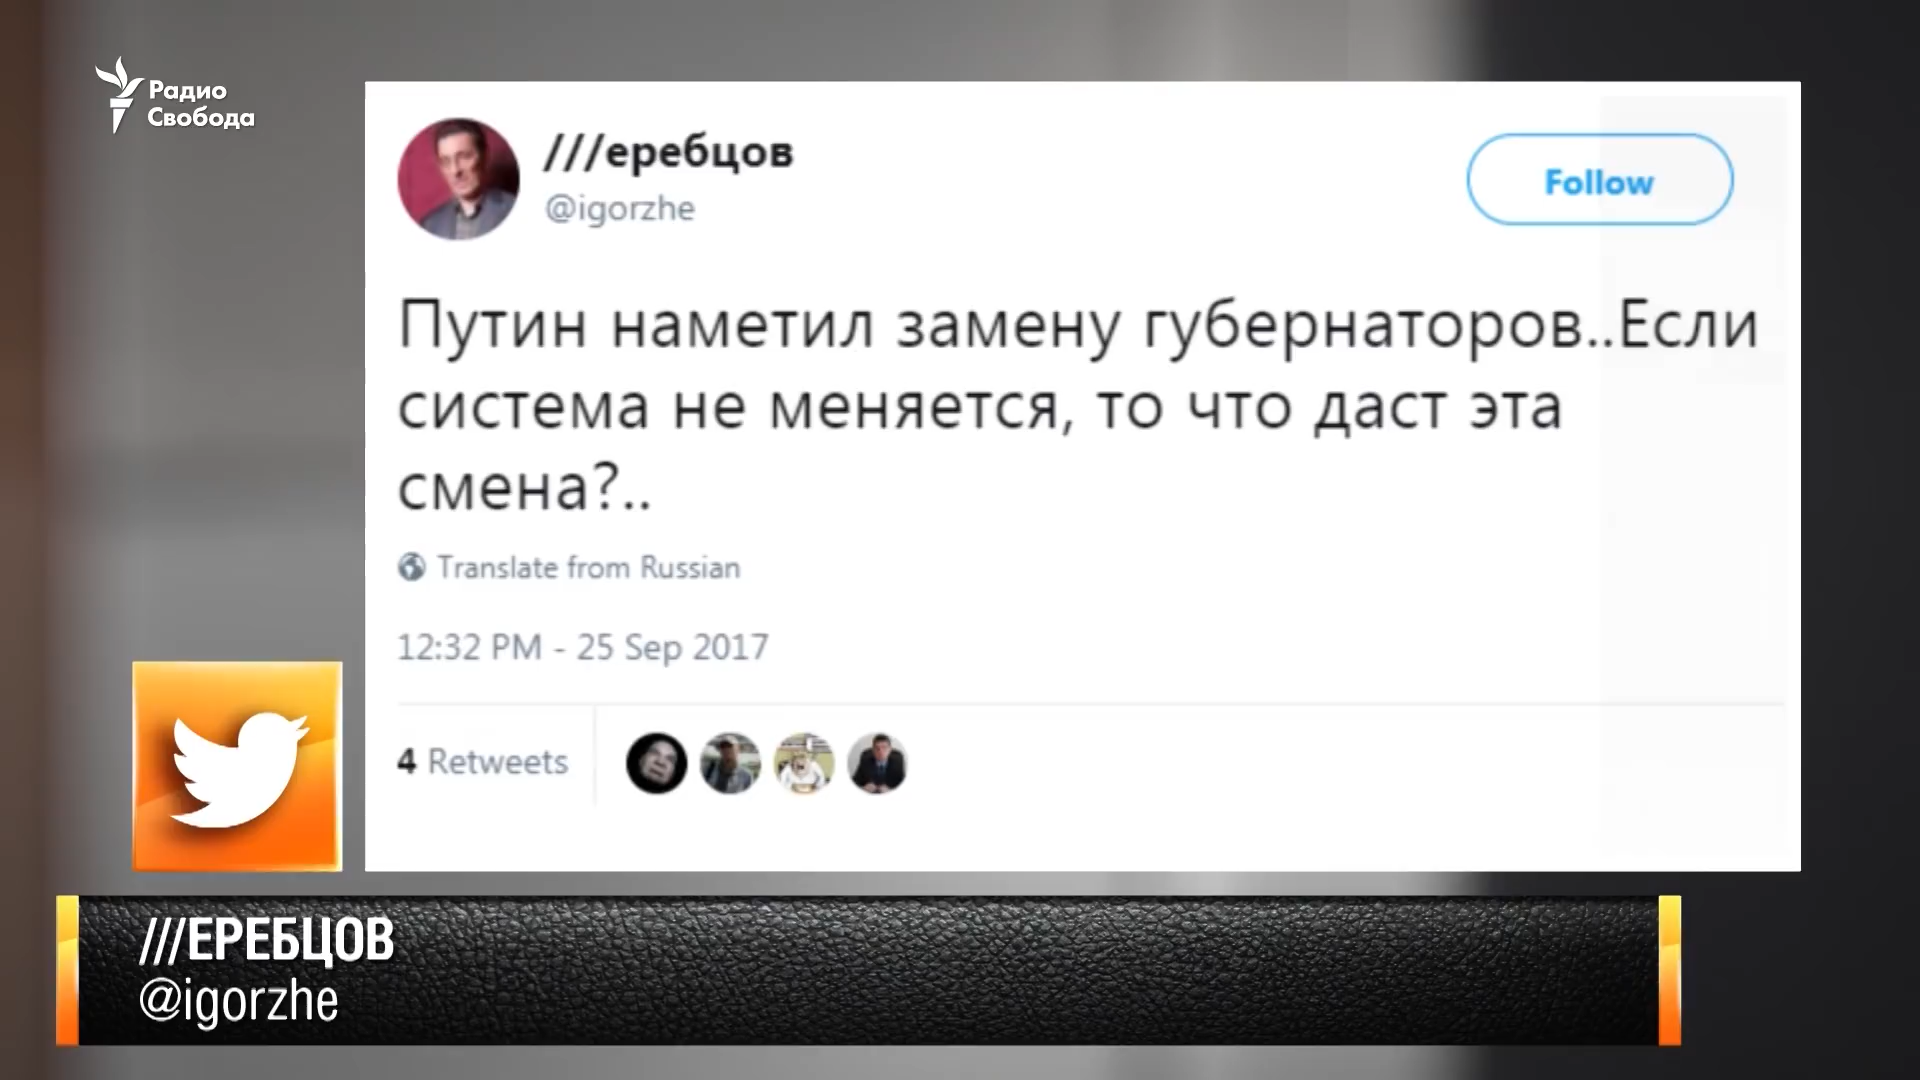 Радио
Свобода
///еребцов
@igorzhe
Follow
Путин наметил замену губернаторов..Если
система не меняется, то что даст эта
смена?..
Translate from Russian
12:32 PM - 25 Sep 2017
4 Retweets
///ЕРЕБЦОВ
@igorzhe